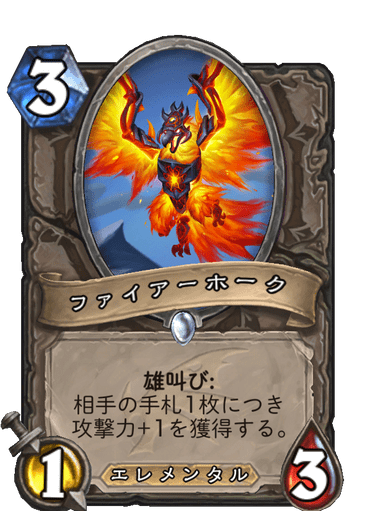 3
ファイアーホーク
雄叫び:
相手の手札1枚につき
攻撃力+1を獲得する。
1
エレメンタル
3